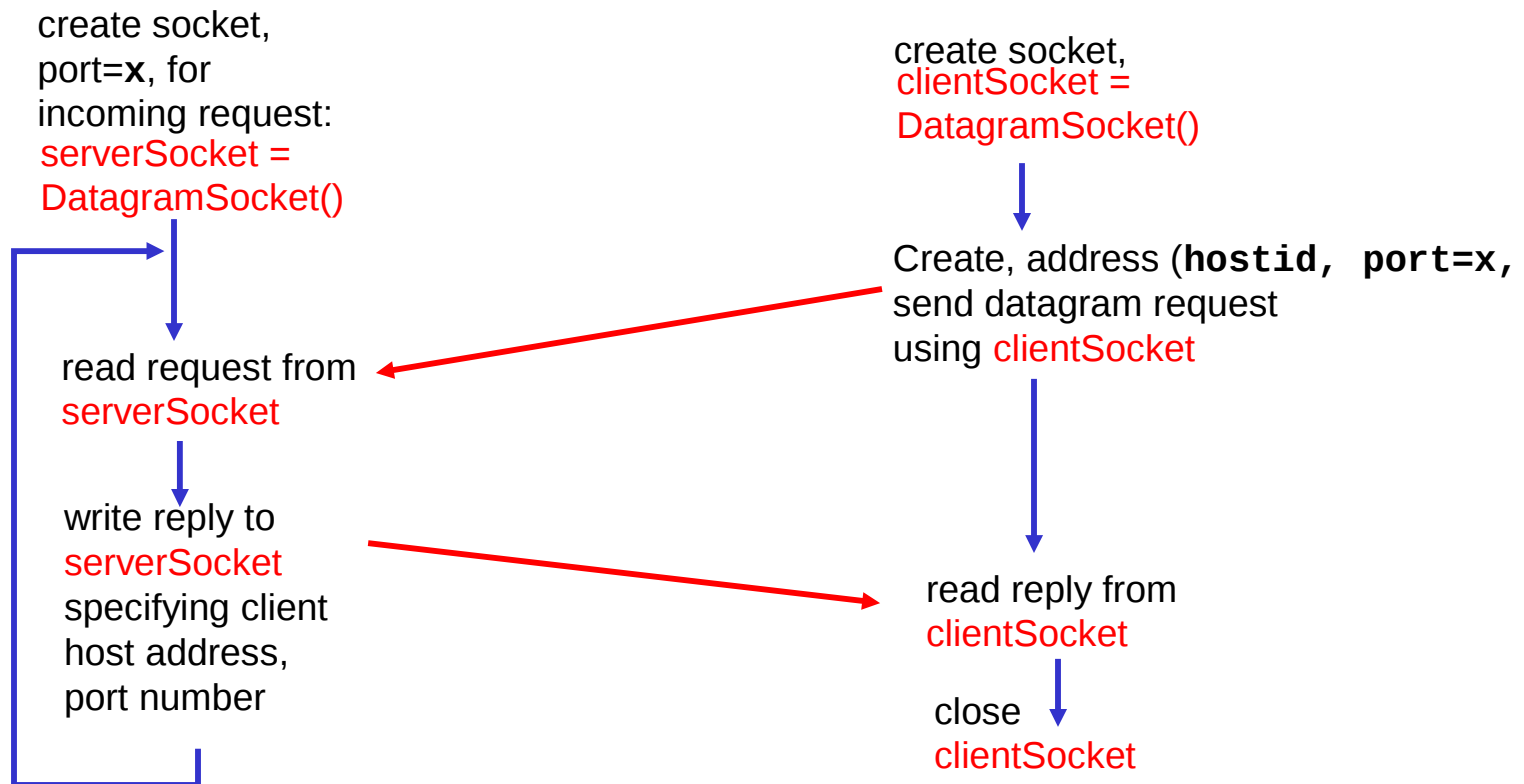 create socket,
port=x, for
incoming request:
serverSocket =
DatagramSocket()
read request from
serverSocket
write reply to
serverSocket
specifying client
host address,
port number
create socket,
clientSocket =
DatagramSocket()
Create, address (hostid, port=x,
send datagram request
using clientSocket
read reply from
clientSocket
close
clientSocket